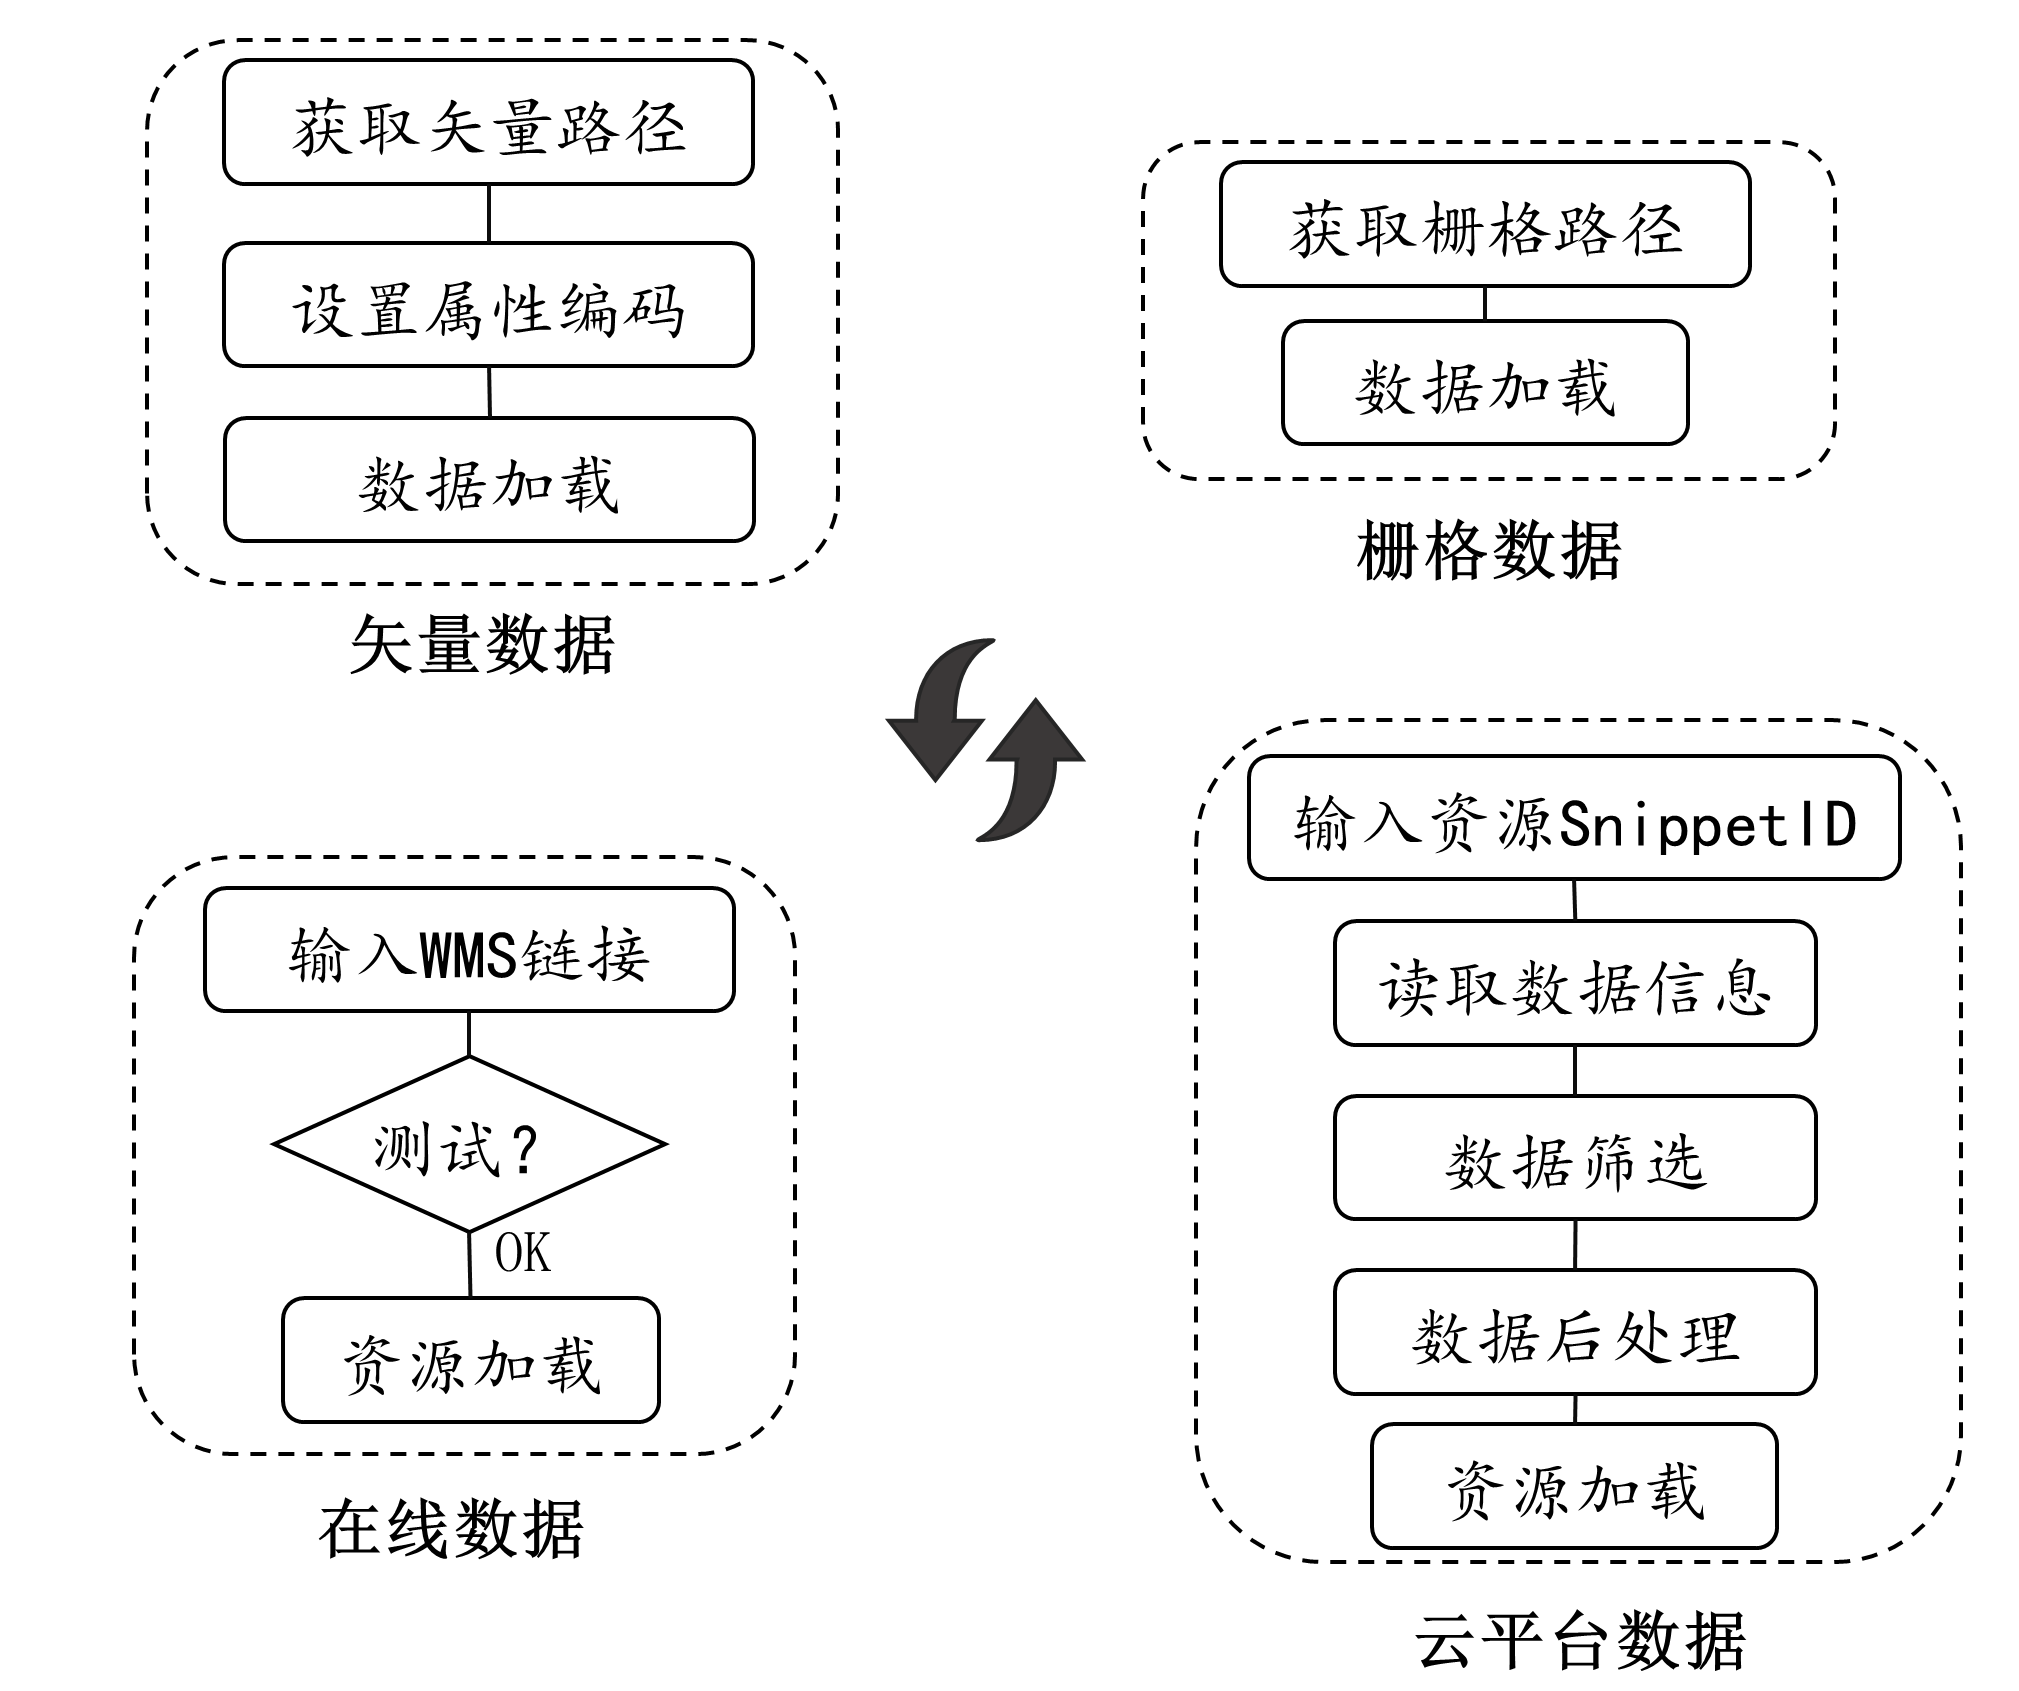 获取矢量路径
设置属性编码
数据加载
矢量数据
获取栅格路径
数据加载
栅格数据
输入WMS链接
测试?
OK
资源加载
在线数据
输入资源SnippetID
读取数据信息
数据筛选
数据后处理
资源加载
云平台数据